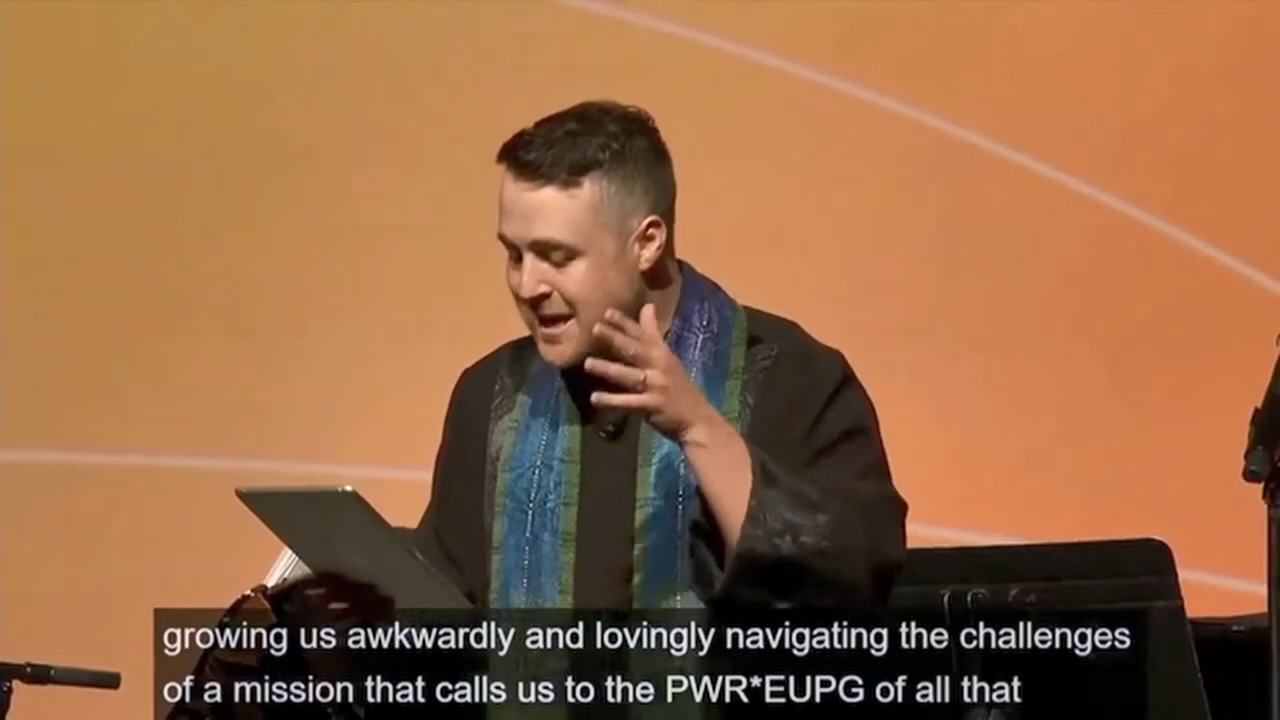 growing us awkwardly and lovingly navigating the challenges
of a mission that calls us to the PWR*EUPG of all that